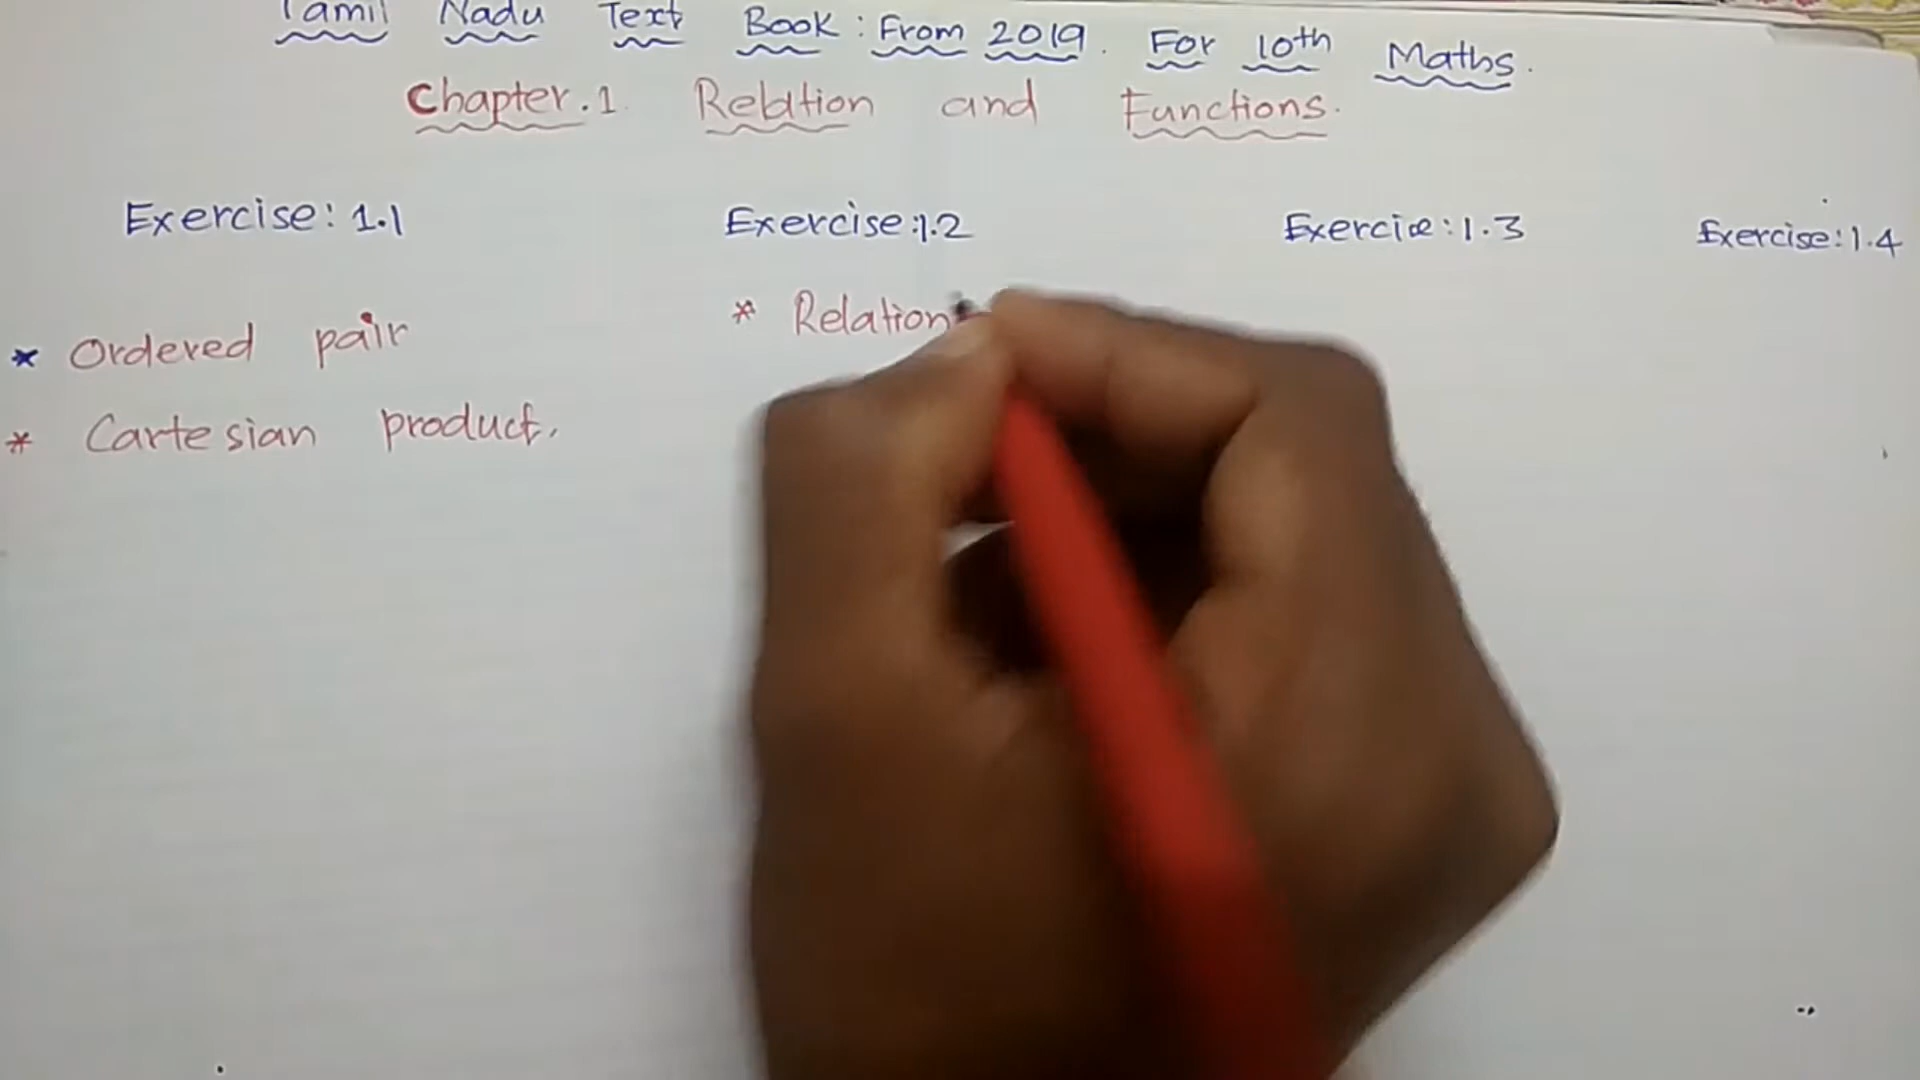 Tamil Nadu Text Book: From 2019. For 10th Maths.
Chapter.1 Relation and Functions.
Exercise: 1.1 Exercise:1.2 Exercice:1.3 Exercise:1.4
* Relation
* Ordered pair
* Cartesian product.